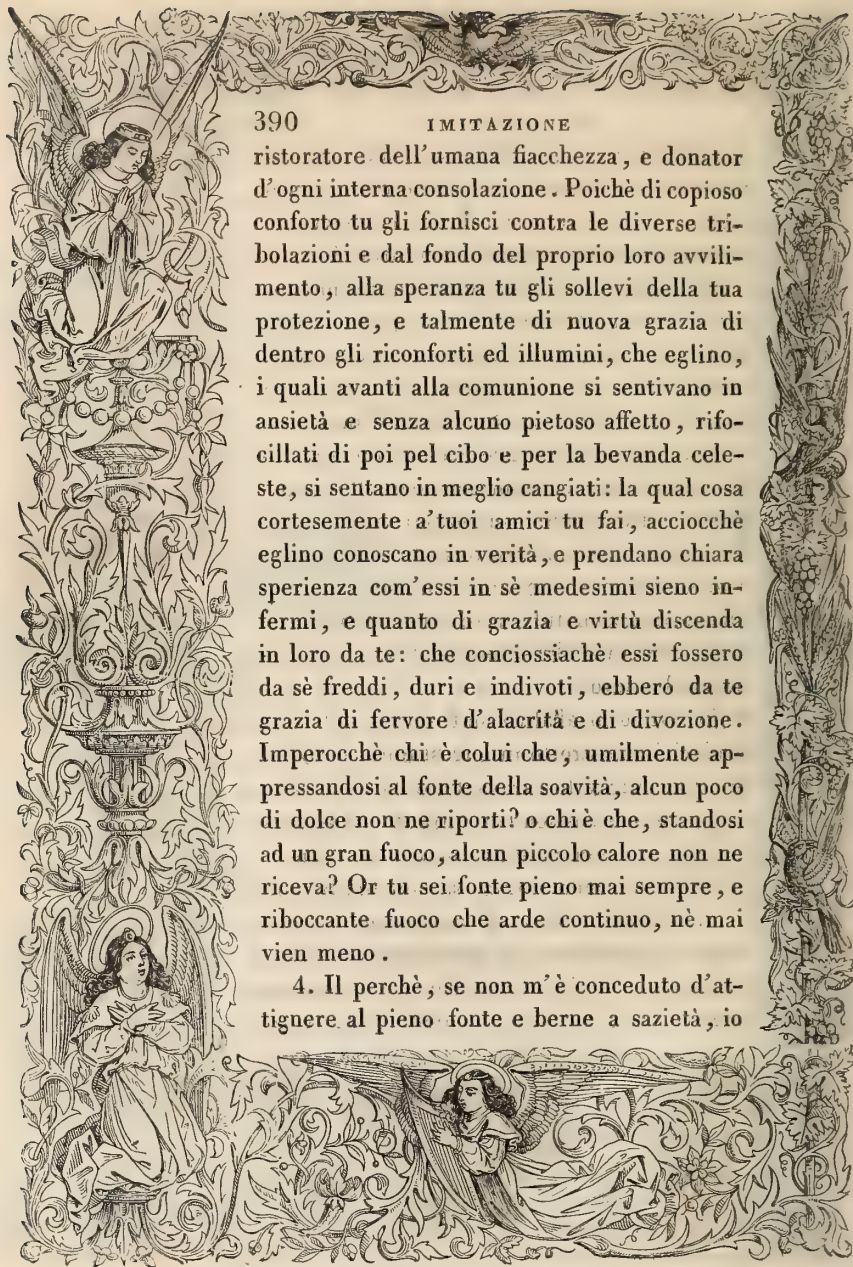 390 IMITAZIONE
ristoratore dell'umana fiacchezza, e donator
d'ogni interna consolazione. Poichè di copioso
conforto tu gli fornisci contra le diverse tri-
bolazioni e dal fondo del proprio loro avvili-
mento, alla speranza tu gli sollevi della tua
protezione, e talmente di nuova grazia di
dentro gli riconforti ed illumini, che eglino,
i quali avanti alla comunione si sentivano in
ansietà e senza alcuno pietoso affetto, rifo-
cillati di poi pel cibo e per la bevanda cele-
ste, si sentano in meglio cangiati: la qual cosa
cortesemente a'tuoi amici tu fai, acciocchè
eglino conoscano in verità, e prendano chiara
sperienza com'essi in sè medesimi sieno in-
fermi, e quanto di grazia e virtù discenda
in loro da te: che conciossiachè essi fossero
da sè freddi, duri e indivoti, ebbero da te
grazia di fervore d'alacrità e di divozione.
Imperocchè chi è colui che, umilmente ap-
pressandosi al fonte della soavità, alcun poco
di dolce non ne riporti? o chi è che, standosi
ad un gran fuoco, alcun piccolo calore non ne
riceva? Or tu sei fonte pieno mai sempre, e
riboccante fuoco che arde continuo, nè mai
vien meno.
4. Il perchè, se non m'è conceduto d'at-
tignere al pieno fonte e berne a sazietà, io